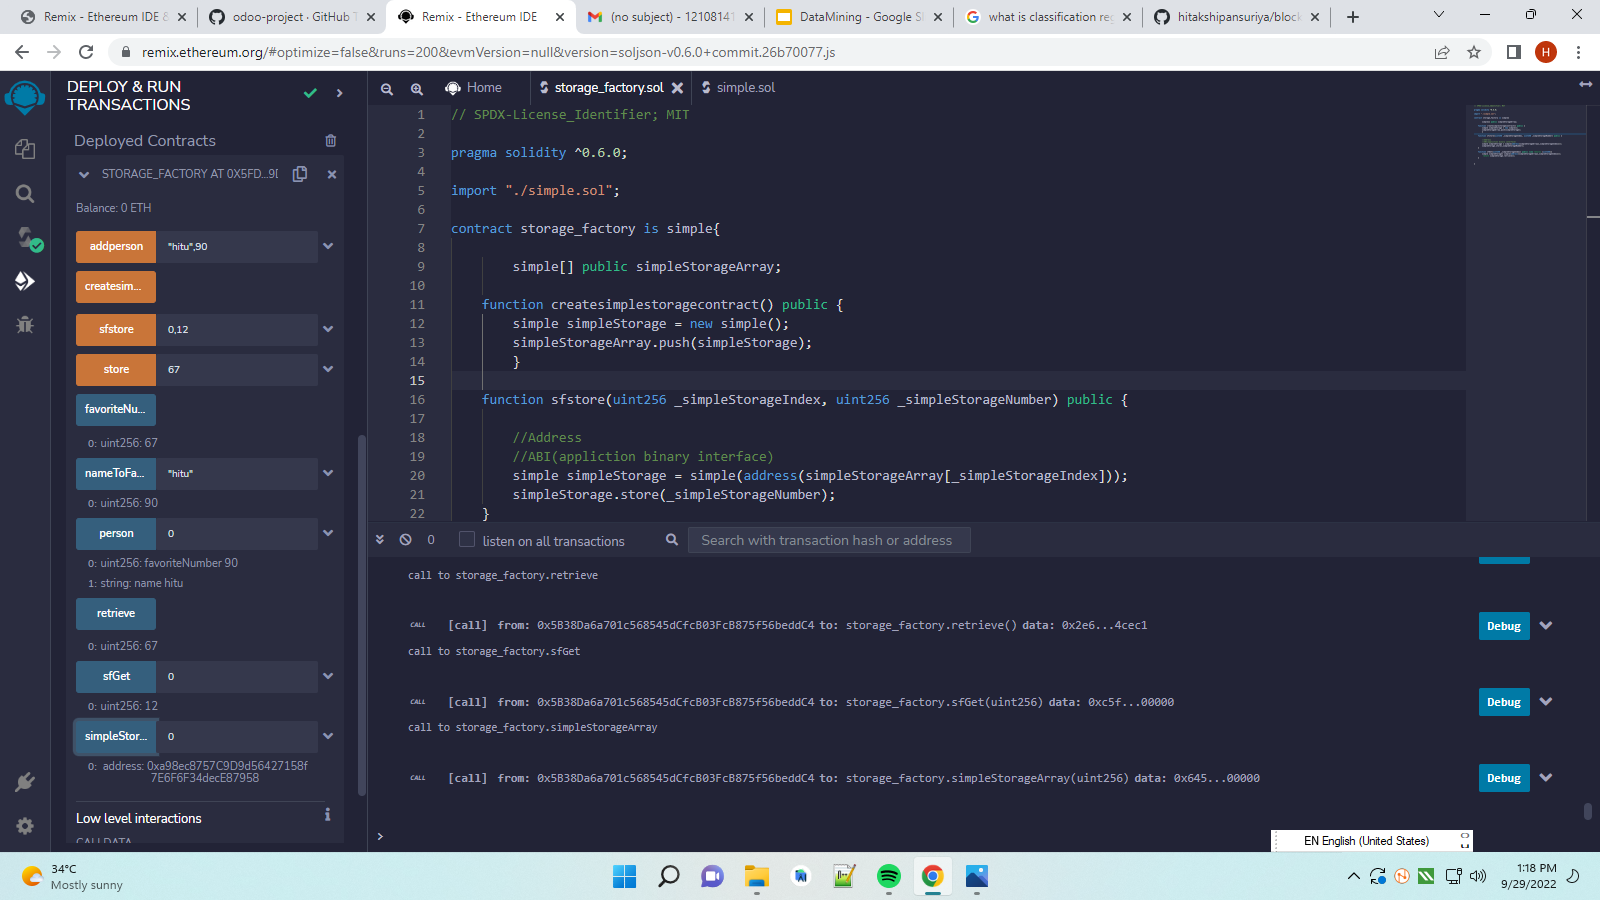 Remix - Ethereum IDE &
odoo-project · GitHub T
Remix - Ethereum IDE
(no subject) - 12108141
DataMining - Google Sl
what is classification reg
hitakshipansuriya/block
remix.ethereum.org/#optimize=false&runs=200&evmVersion=null&version=soljson-v0.6.0+commit.26b70077.js
H
DEPLOY & RUN
TRANSACTIONS
Deployed Contracts
STORAGE_FACTORY AT 0X5FD...9D
Balance: 0 ETH
addperson "hitu",90
createsim...
sfstore 0,12
store 67
favoriteNu...
0: uint256: 67
nameToFa... "hitu"
0: uint256: 90
person 0
0: uint256: favoriteNumber 90
1: string: name hitu
retrieve
0: uint256: 67
sfGet 0
0: uint256: 12
simpleStor... 0
0: address: 0xa98ec8757C9D9d56427158f
7E6F6F34decE87958
Low level interactions
CALLDATA
Home
storage_factory.sol
simple.sol
1 // SPDX-License_Identifier; MIT
2
3 pragma solidity ^0.6.0;
4
5 import "./simple.sol";
6
7 contract storage_factory is simple{
8
9 simple[] public simpleStorageArray;
10
11 function createsimplestoragecontract() public {
12 simple simpleStorage = new simple();
13 simpleStorageArray.push(simpleStorage);
14 }
15
16 function sfstore(uint256 _simpleStorageIndex, uint256 _simpleStorageNumber) public {
17
18 //Address
19 //ABI(appliction binary interface)
20 simple simpleStorage = simple(address(simpleStorageArray[_simpleStorageIndex]));
21 simpleStorage.store(_simpleStorageNumber);
22 }
0 listen on all transactions Search with transaction hash or address
call to storage_factory.retrieve
CALL [call] from: 0x5B38Da6a701c568545dCfcB03FcB875f56beddC4 to: storage_factory.retrieve() data: 0x2e6...4cec1 Debug
call to storage_factory.sfGet
CALL [call] from: 0x5B38Da6a701c568545dCfcB03FcB875f56beddC4 to: storage_factory.sfGet(uint256) data: 0xc5f...00000 Debug
call to storage_factory.simpleStorageArray
CALL [call] from: 0x5B38Da6a701c568545dCfcB03FcB875f56beddC4 to: storage_factory.simpleStorageArray(uint256) data: 0x645...00000 Debug
>
EN English (United States)
34°C
Mostly sunny
1:18 PM
9/29/2022